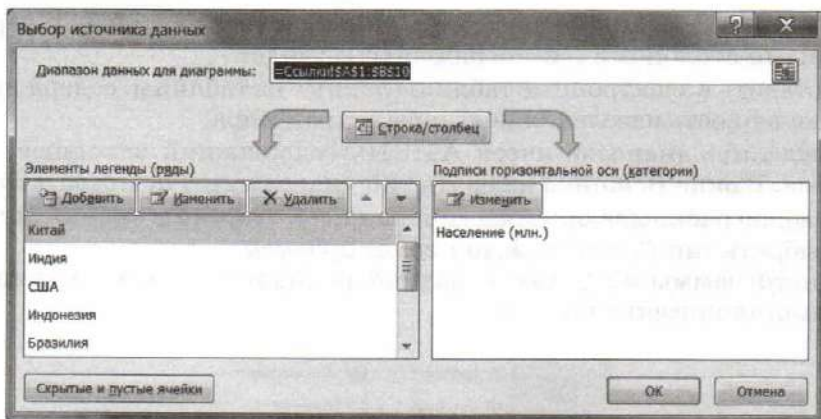 Выбор источника данных
Диапазон данных для диаграммы: =Ссылки!$A$1:$B$10
Строка/столбец
Элементы легенды (ряды)
Добавить Изменить Удалить
Китай
Индия
США
Индонезия
Бразилия
Подписи горизонтальной оси (категории)
Изменить
Население (млн.)
Скрытые и пустые ячейки
ОК Отмена